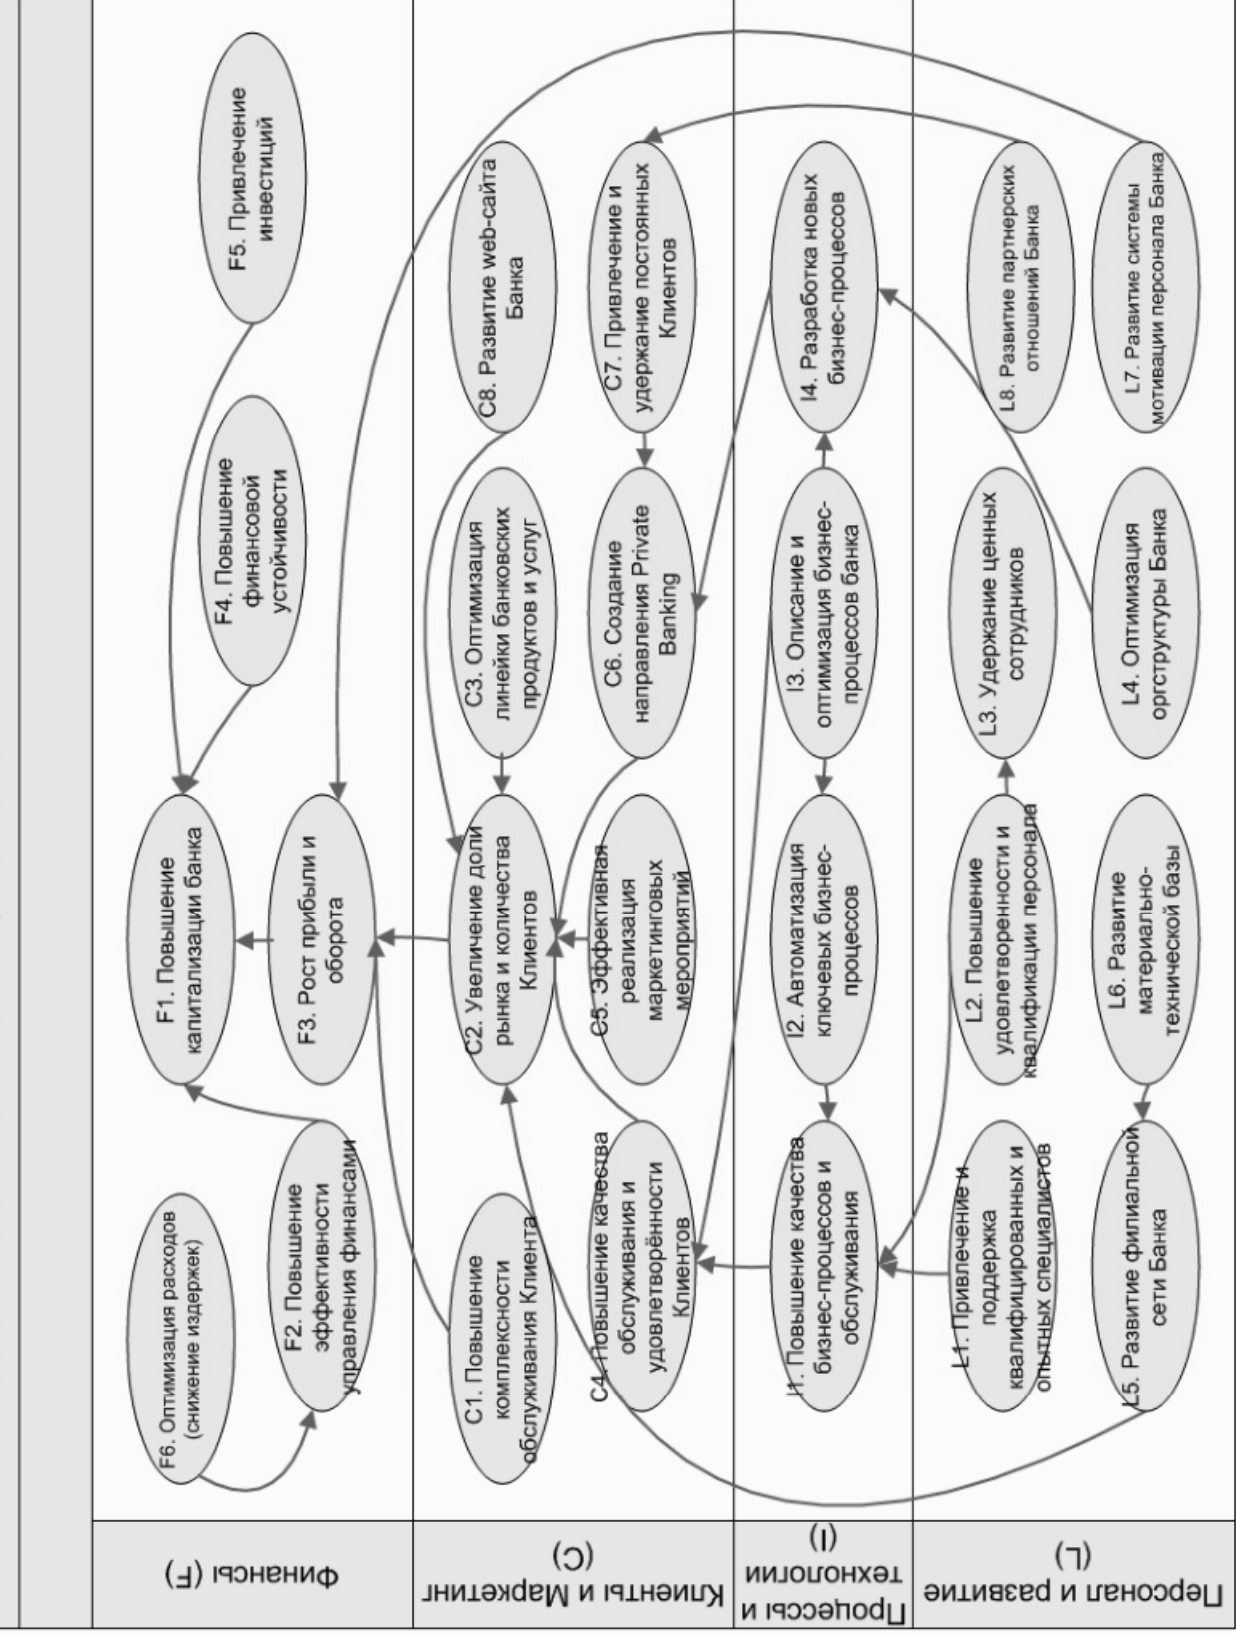 Финансы (F)
F6. Оптимизация расходов
(снижение издержек)
F2. Повышение
эффективности
управления финансами
F1. Повышение
капитализации банка
F3. Рост прибыли и
оборота
F4. Повышение
финансовой
устойчивости
F5. Привлечение
инвестиций
Клиенты и Маркетинг
(C)
C1. Повышение
комплексности
обслуживания Клиента
C2. Увеличение доли
рынка и количества
Клиентов
C3. Оптимизация
линейки банковских
продуктов и услуг
C8. Развитие web-сайта
Банка
C4. Повышение качества
обслуживания и
удовлетворённости
Клиентов
C5. Эффективная
реализация
маркетинговых
мероприятий
C6. Создание
направления Private
Banking
C7. Привлечение и
удержание постоянных
Клиентов
Процессы и
технологии
(I)
I1. Повышение качества
бизнес-процессов и
обслуживания
I2. Автоматизация
ключевых бизнес-
процессов
I3. Описание и
оптимизация бизнес-
процессов банка
I4. Разработка новых
бизнес-процессов
Персонал и развитие
(L)
L1. Привлечение и
поддержка
квалифицированных и
опытных специалистов
L2. Повышение
удовлетворенности и
квалификации персонала
L3. Удержание ценных
сотрудников
L8. Развитие партнерских
отношений Банка
L5. Развитие филиальной
сети Банка
L6. Развитие
материально-
технической базы
L4. Оптимизация
оргструктуры Банка
L7. Развитие системы
мотивации персонала Банка